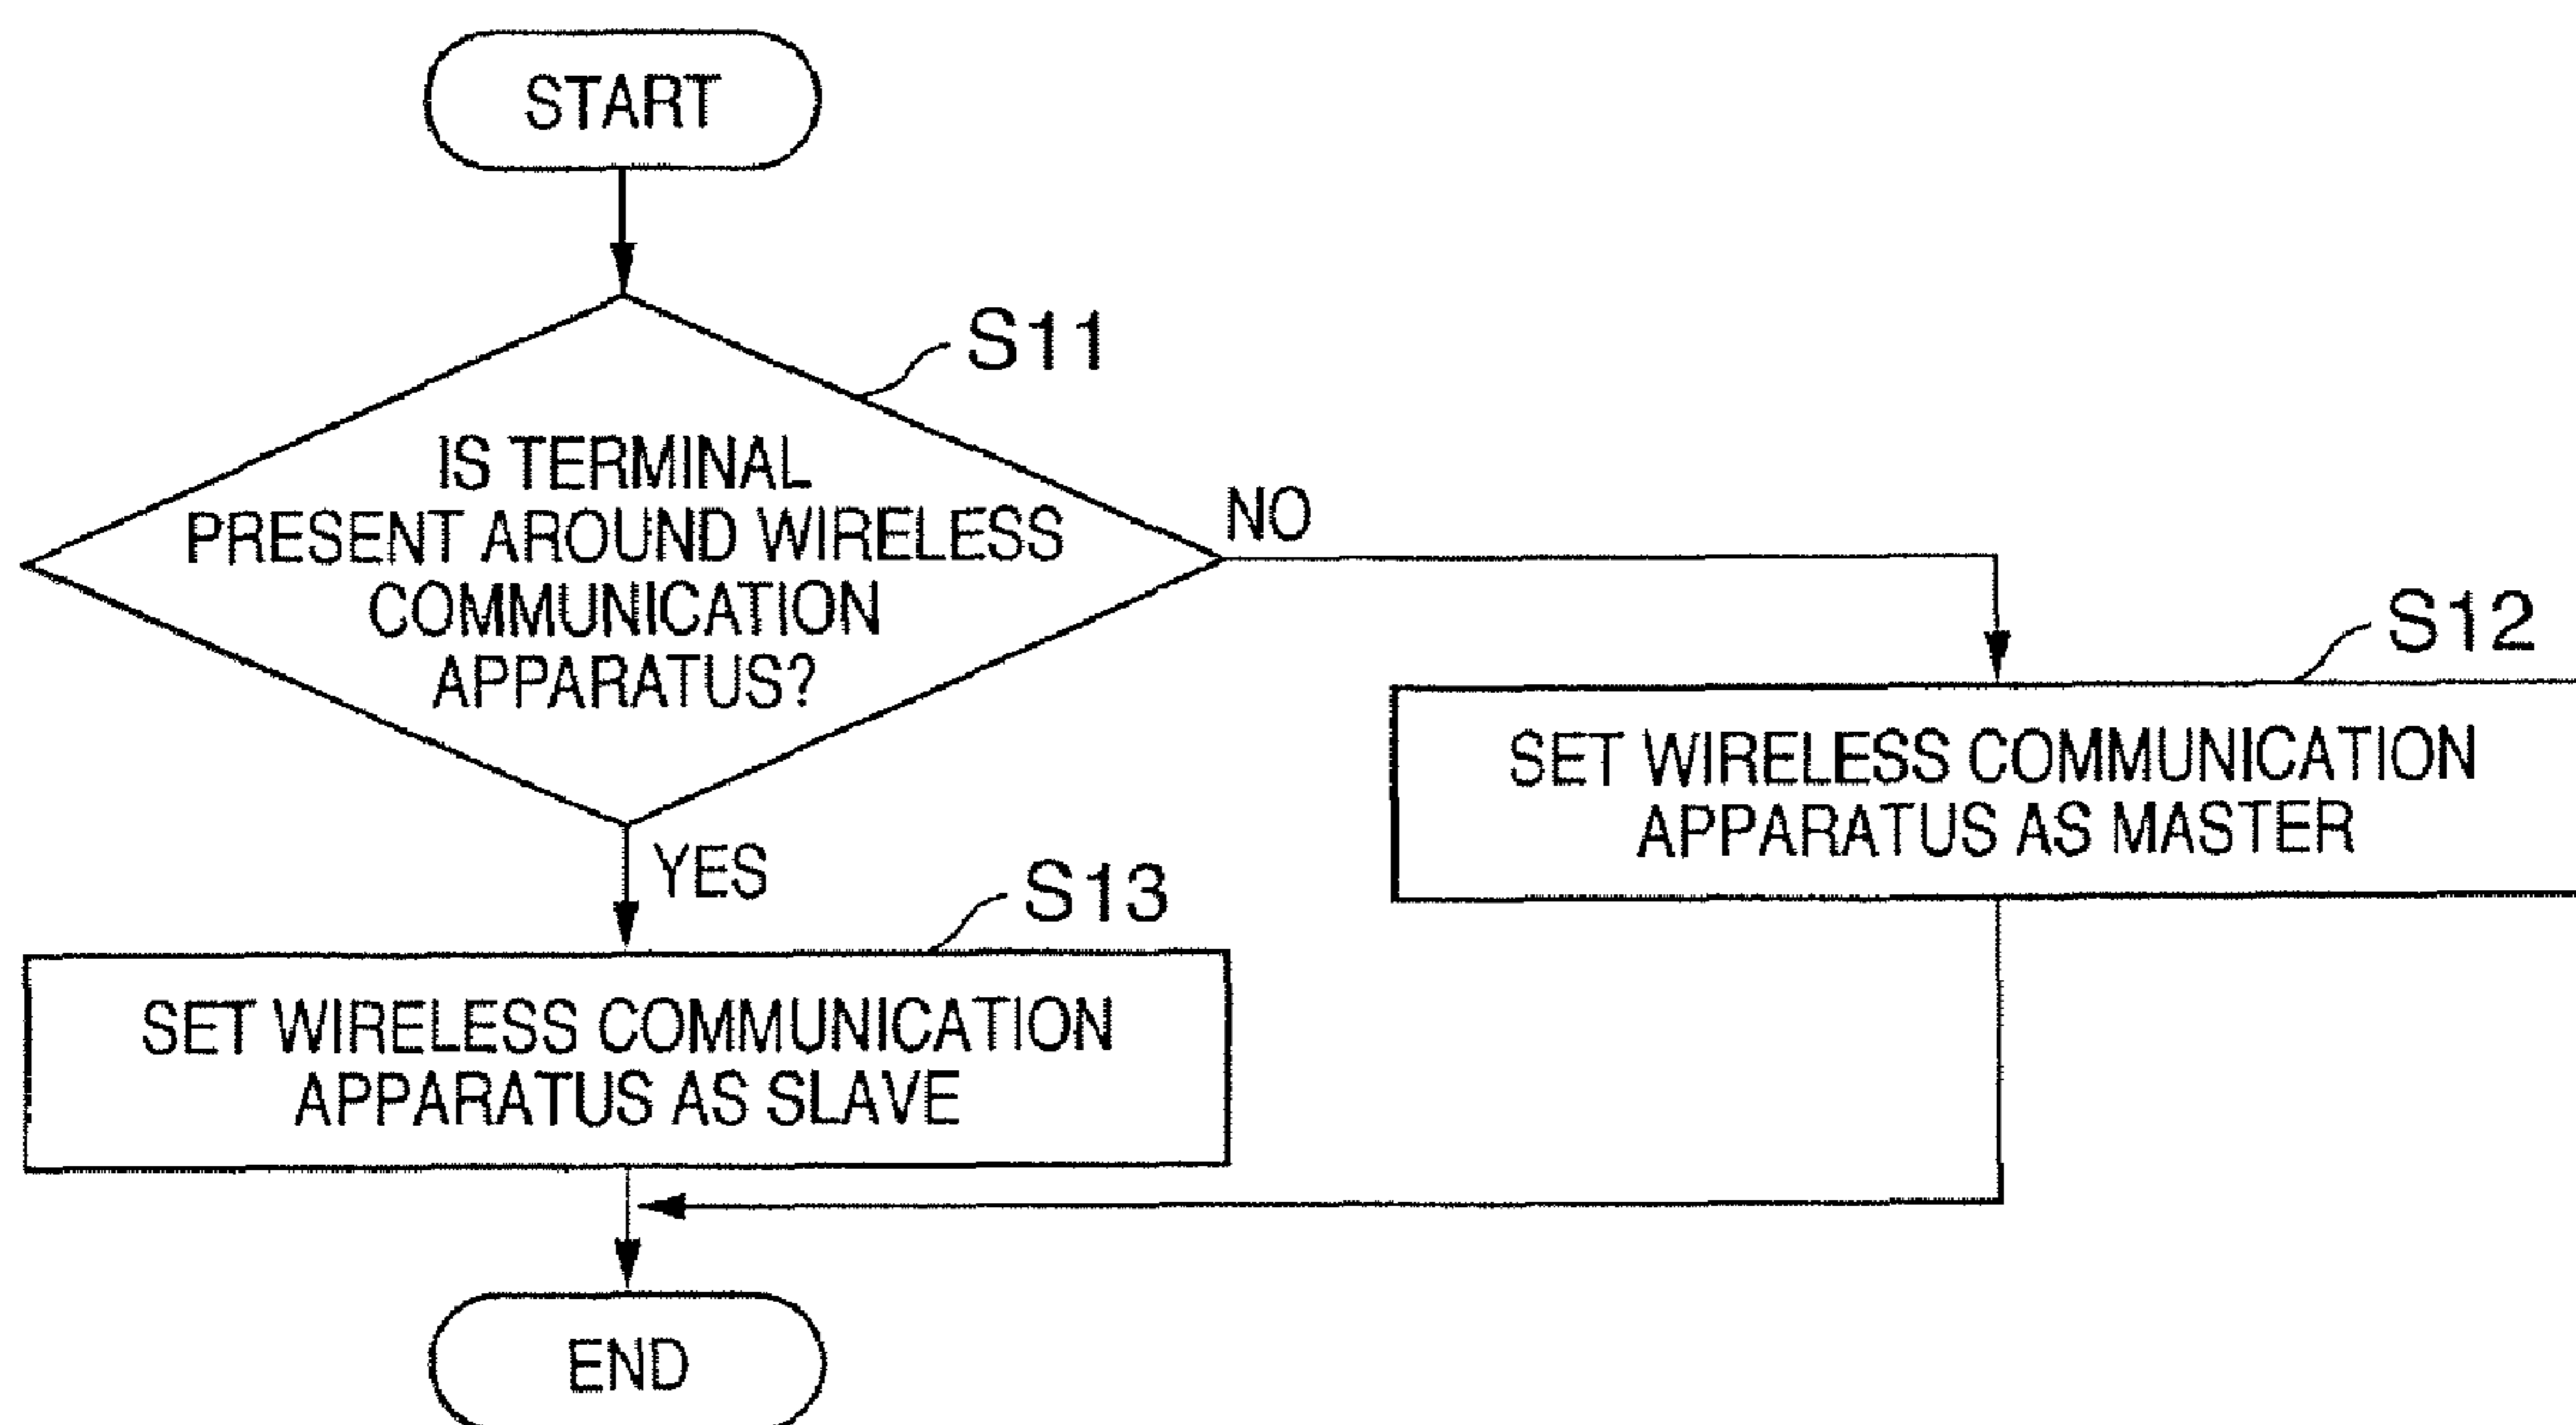 START
S11
IS TERMINAL
PRESENT AROUND WIRELESS
COMMUNICATION
APPARATUS?
NO
S12
SET WIRELESS COMMUNICATION
APPARATUS AS MASTER
YES
S13
SET WIRELESS COMMUNICATION
APPARATUS AS SLAVE
END